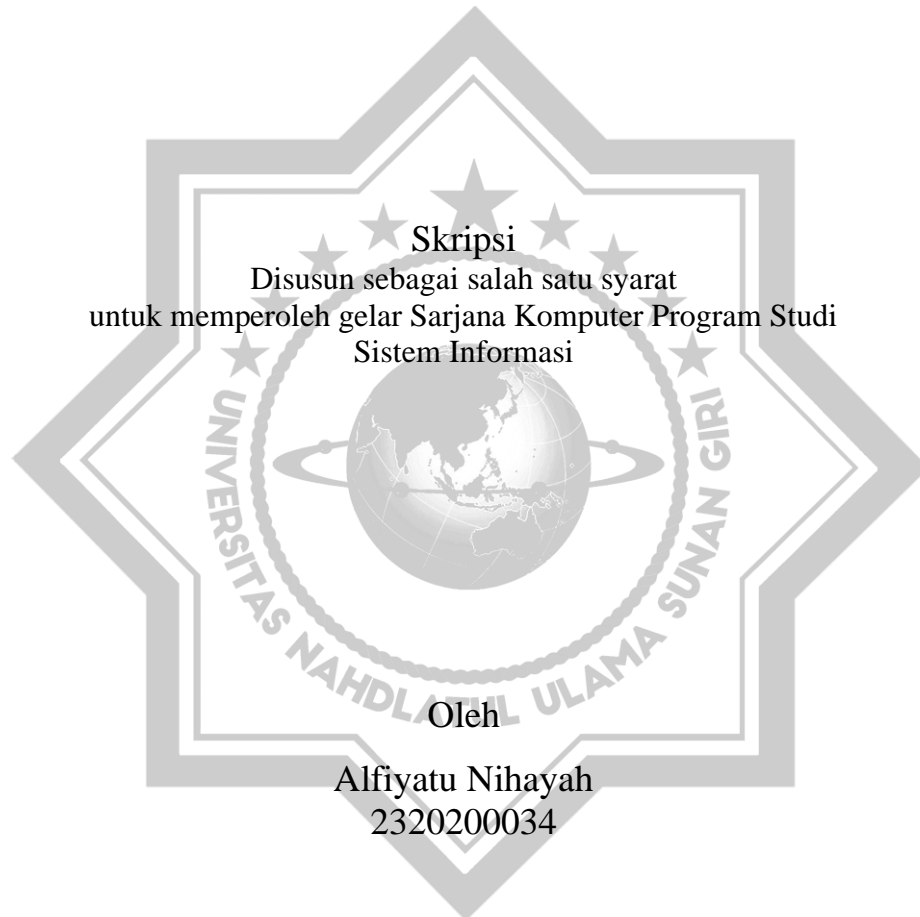 Skripsi
Disusun sebagai salah satu syarat
untuk memperoleh gelar Sarjana Komputer Program Studi
Sistem Informasi
UNIVERSITAS NAHDLATUL ULAMA SUNAN GIRI
Oleh
Alfiyatu Nihayah
2320200034